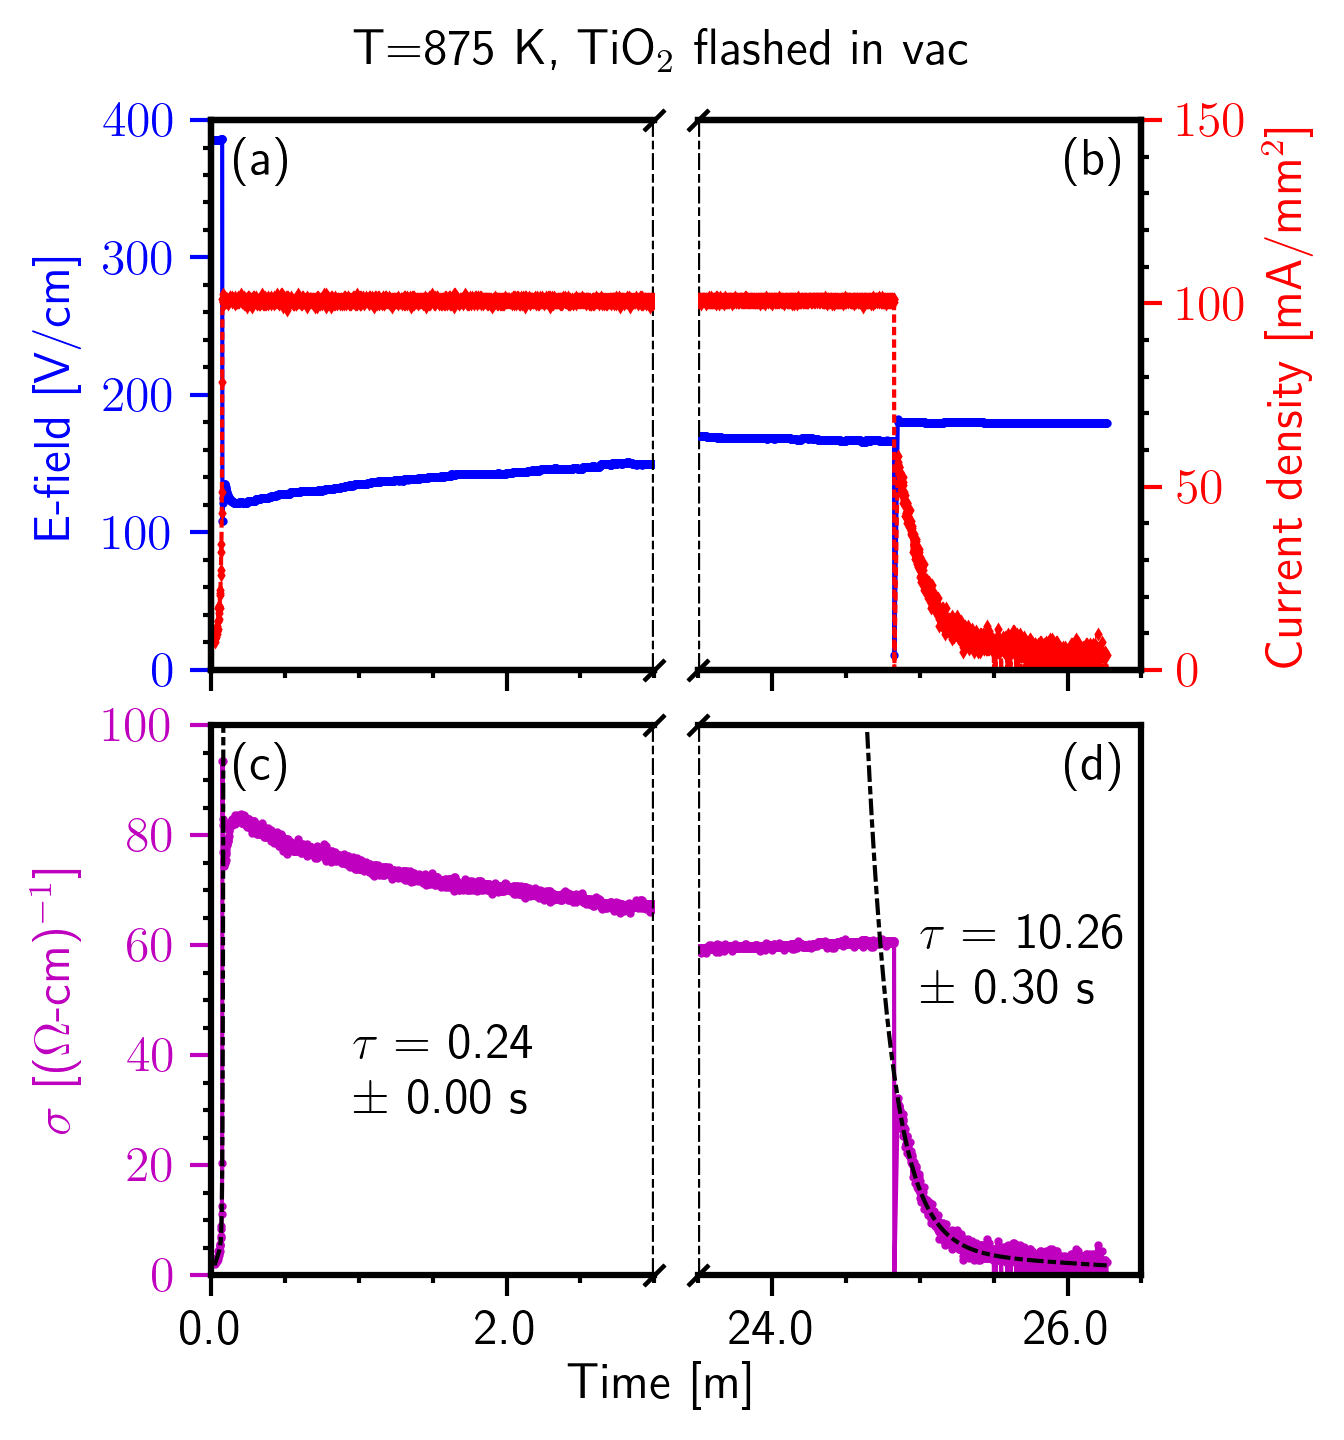 T=875 K, TiO₂ flashed in vac
400
300
200
100
0
E-field [V/cm]
(a)
(b)
150
100
50
0
Current density [mA/mm²]
100
80
60
40
20
0
σ [(Ω-cm)⁻¹]
(c)
τ = 0.24
± 0.00 s
(d)
τ = 10.26
± 0.30 s
0.0
2.0
24.0
26.0
Time [m]